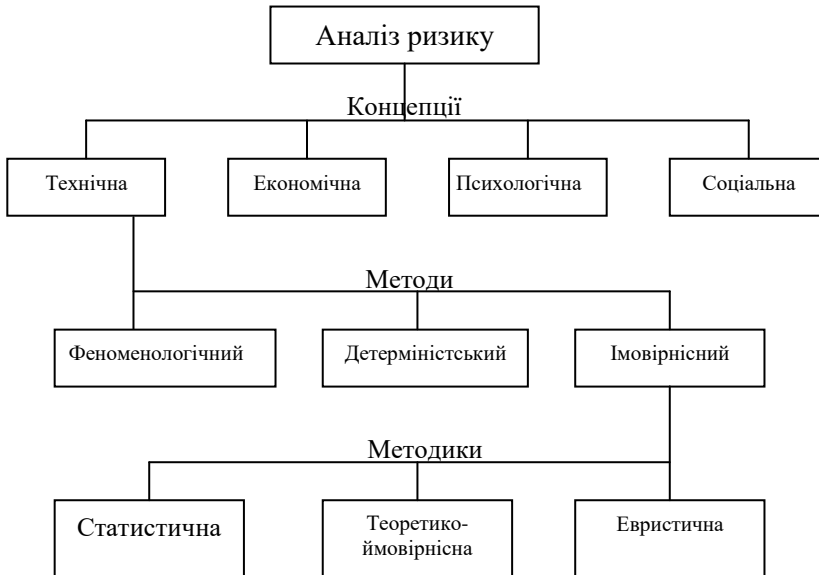 Аналіз ризику
Концепції
Технічна
Економічна
Психологічна
Соціальна
Методи
Феноменологічний
Детерміністський
Імовірнісний
Методики
Статистична
Теоретико-
ймовірнісна
Евристична